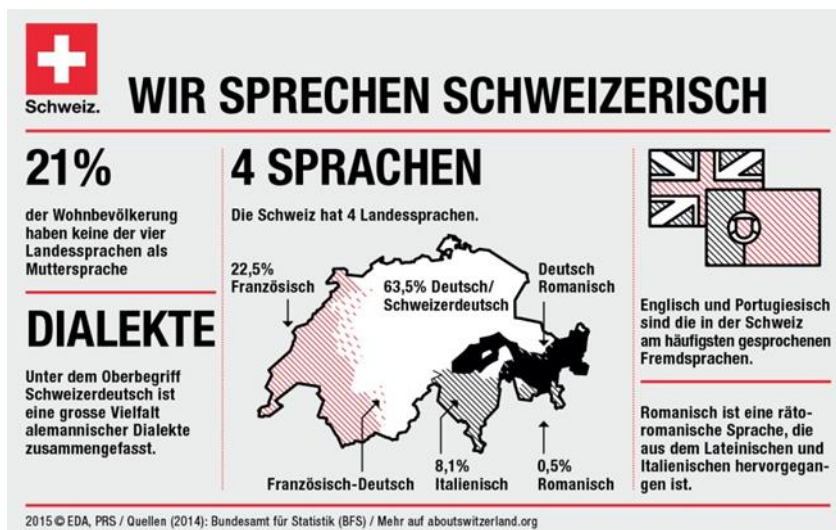 Schweiz.
WIR SPRECHEN SCHWEIZERISCH
21%
der Wohnbevölkerung
haben keine der vier
Landessprachen als
Muttersprache
DIALEKTE
Unter dem Oberbegriff
Schweizerdeutsch ist
eine grosse Vielfalt
alemannischer Dialekte
zusammengefasst.
4 SPRACHEN
Die Schweiz hat 4 Landessprachen.
22,5%
Französisch
63,5% Deutsch/
Schweizerdeutsch
Deutsch
Romanisch
Französisch-Deutsch
8,1%
Italienisch
0,5%
Romanisch
Englisch und Portugiesisch
sind die in der Schweiz
am häufigsten gesprochenen
Fremdsprachen.
Romanisch ist eine räto-
romanische Sprache, die
aus dem Lateinischen und
Italienischen hervorgegan-
gen ist.
2015 © EDA, PRS / Quellen (2014): Bundesamt für Statistik (BFS) / Mehr auf aboutswitzerland.org